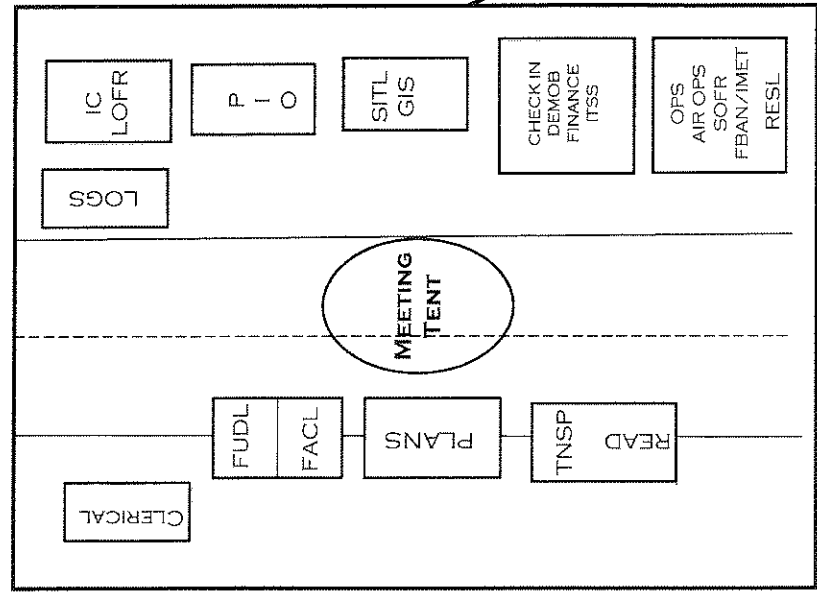 IC
LOFR
P
I
O
SITL
GIS
CHECK IN
DEMOB
FINANCE
ITSS
OPS
AIR OPS
SOFR
FBAN/IMET
RESL
LOGS
MEETING
TENT
FUDL
FACL
PLANS
TNSP
READ
CLERICAL